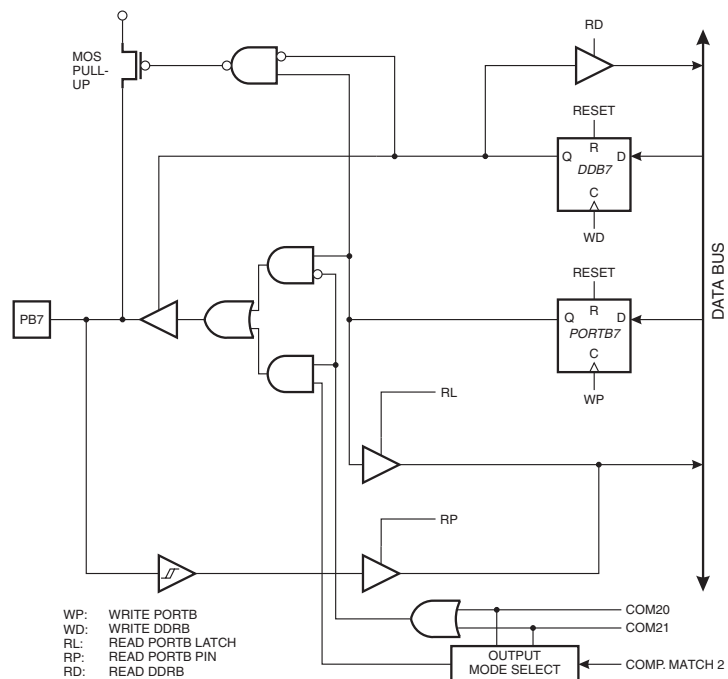 RD
MOS
PULL-
UP
RESET
R
Q
D
DDB7
C
WD
RESET
R
Q
D
PORTB7
C
WP
DATA BUS
PB7
RL
RP
WP: WRITE PORTB
WD: WRITE DDRB
RL: READ PORTB LATCH
RP: READ PORTB PIN
RD: READ DDRB
COM20
COM21
OUTPUT
MODE SELECT
COMP. MATCH 2